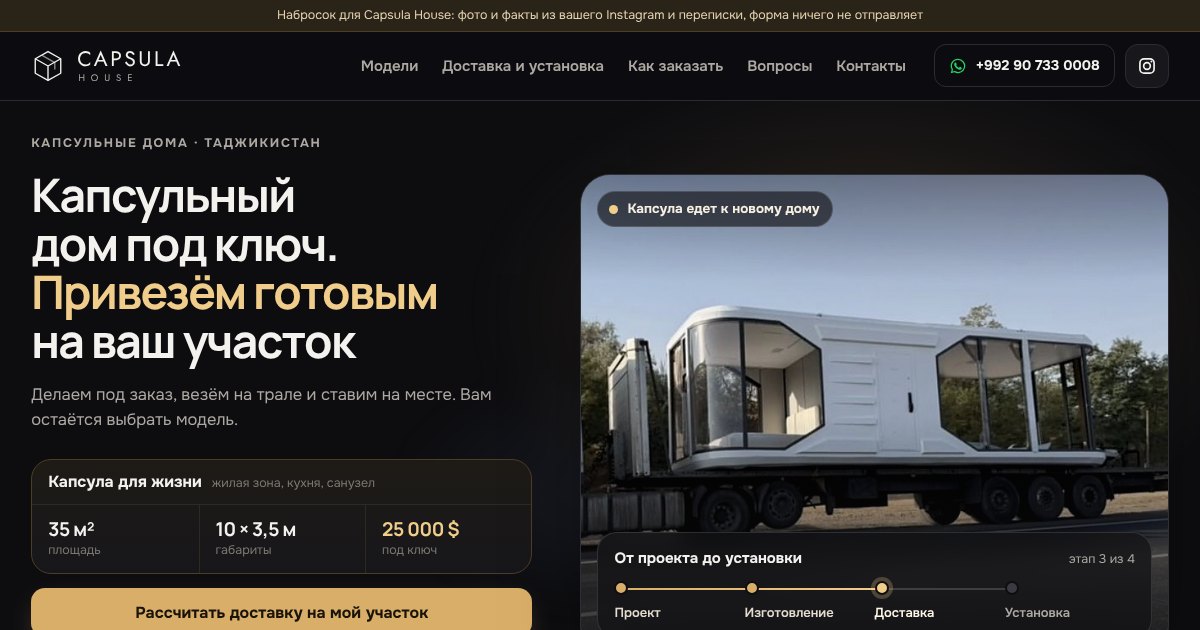 Набросок для Capsula House: фото и факты из вашего Instagram и переписки, форма ничего не отправляет
CAPSULA
HOUSE
Модели
Доставка и установка
Как заказать
Вопросы
Контакты
+992 90 733 0008
КАПСУЛЬНЫЕ ДОМА · ТАДЖИКИСТАН
Капсульный
дом под ключ.
Привезём готовым
на ваш участок
Делаем под заказ, везём на трале и ставим на месте. Вам
остаётся выбрать модель.
Капсула для жизни жилая зона, кухня, санузел
35 м² 10 × 3,5 м 25 000 $
площадь габариты под ключ
Рассчитать доставку на мой участок
Капсула едет к новому дому
От проекта до установки этап 3 из 4
Проект Изготовление Доставка Установка